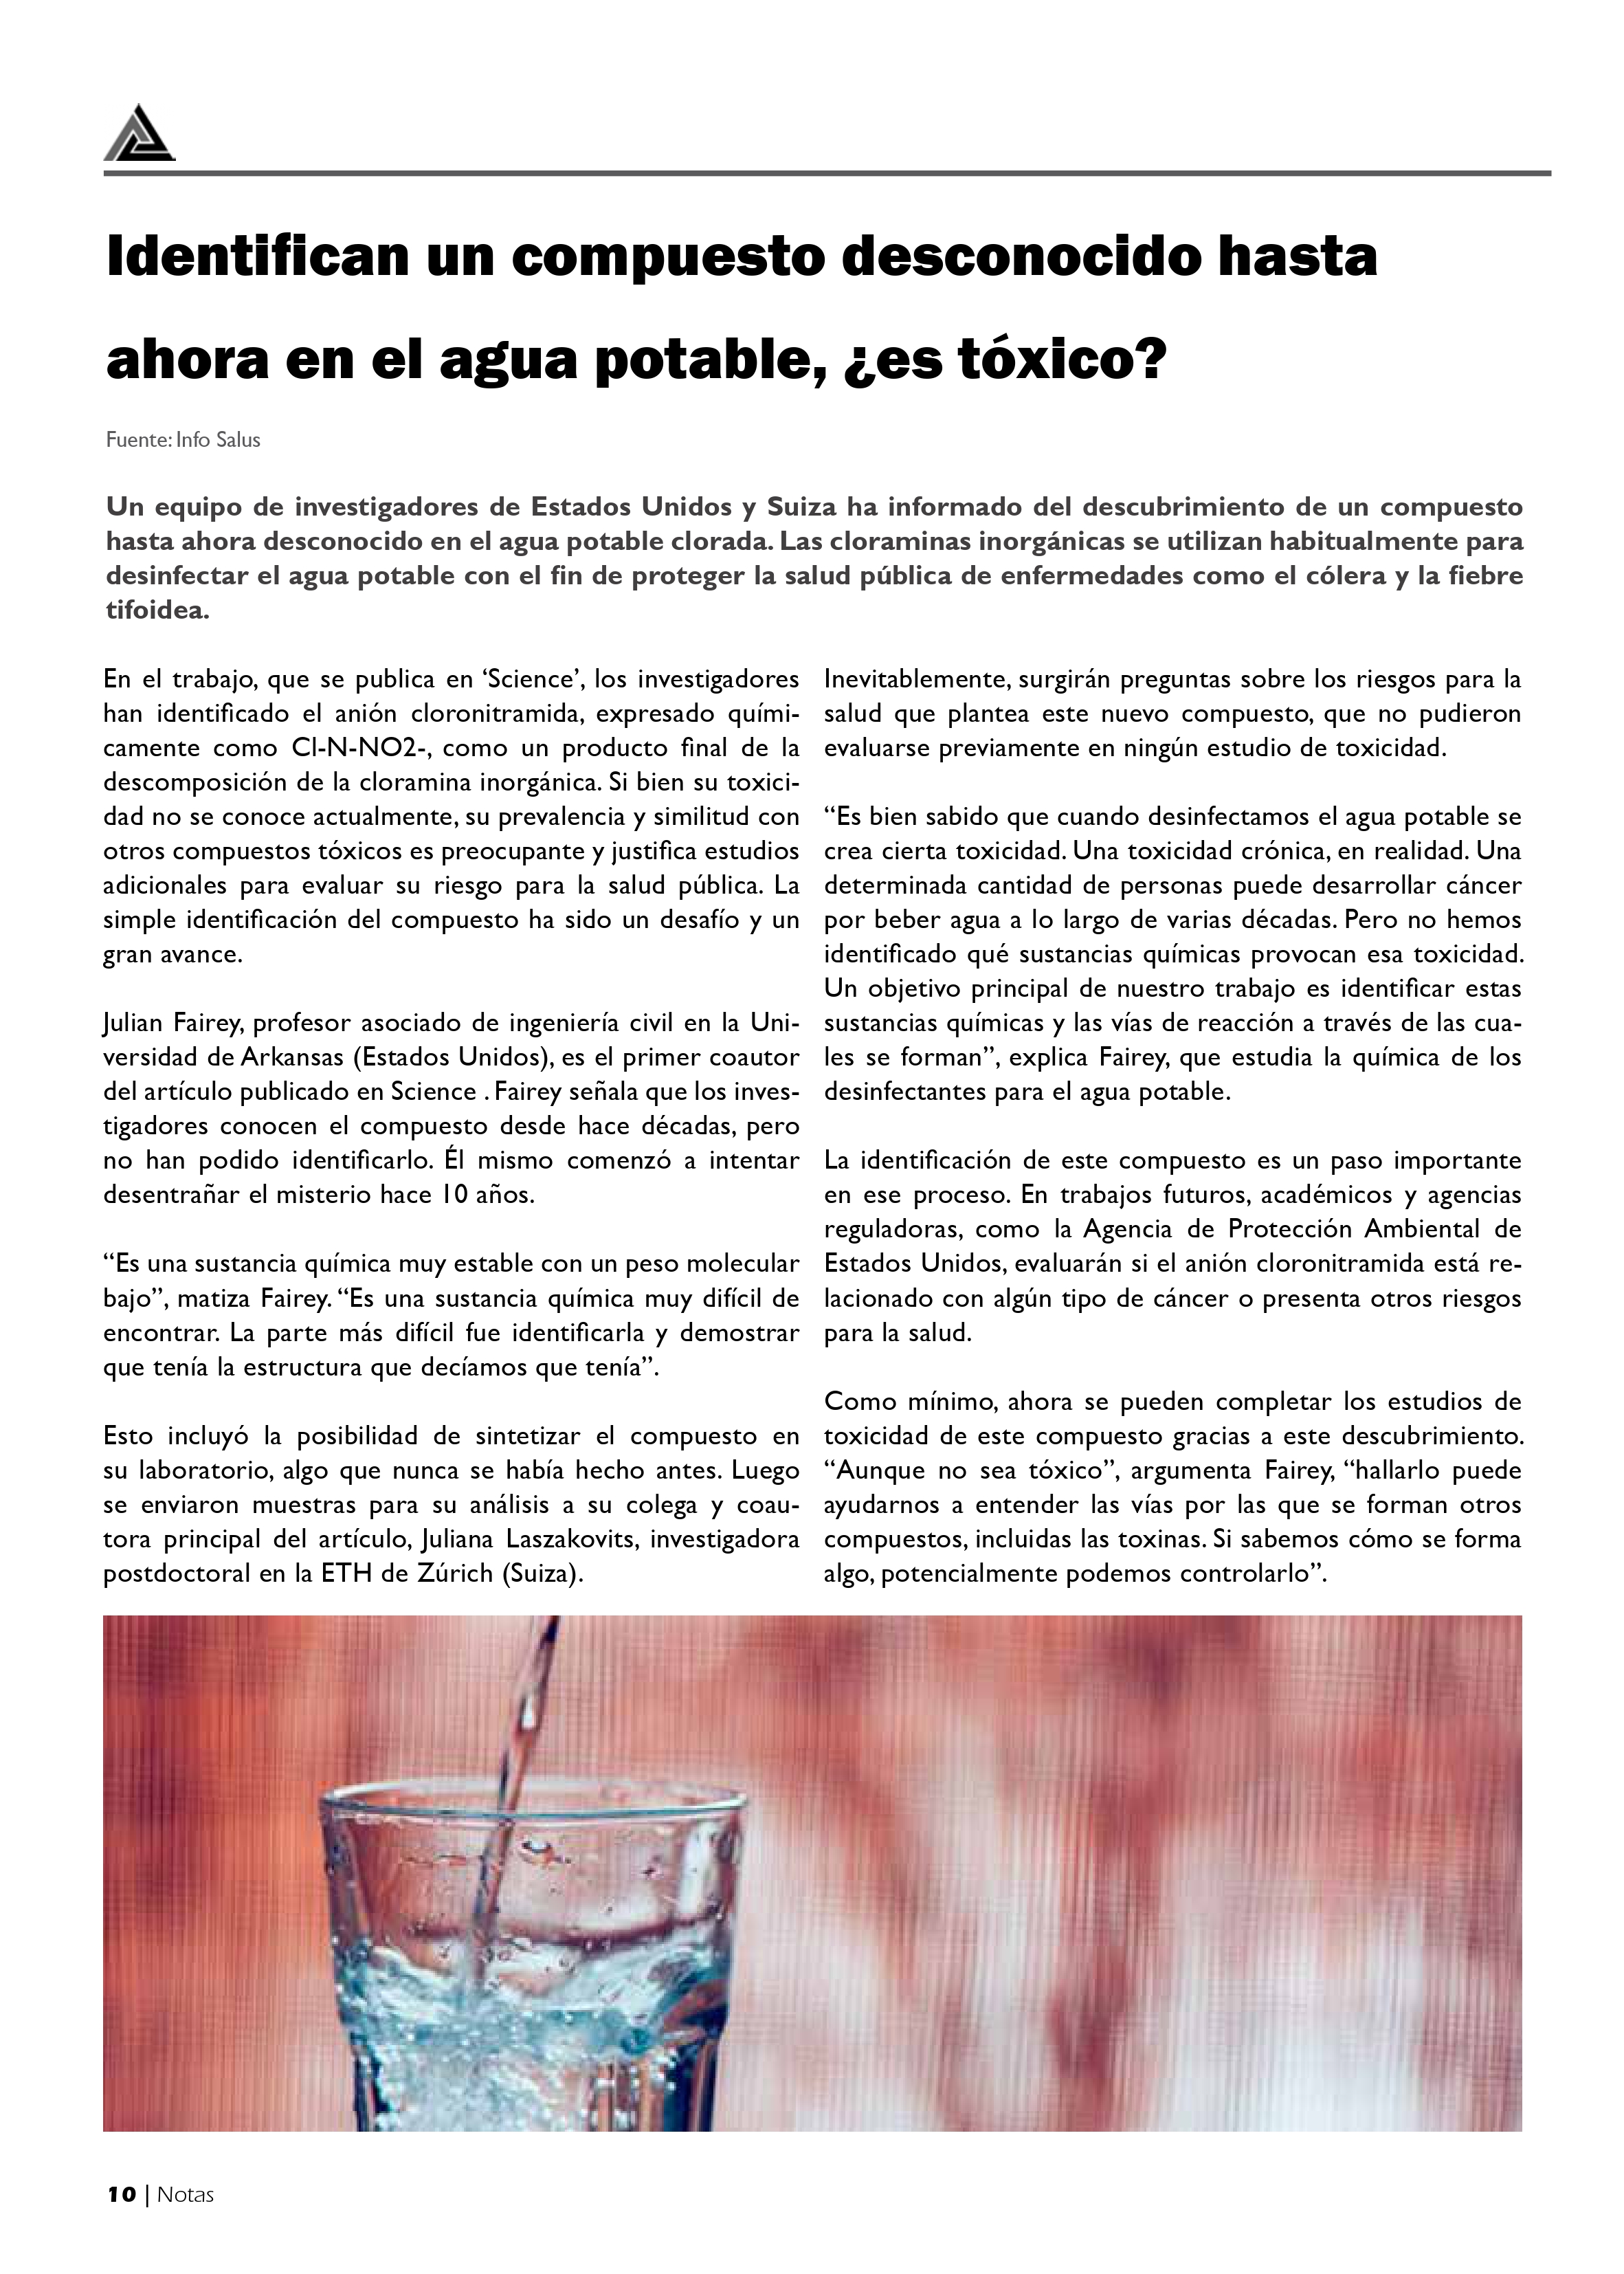 Identifican un compuesto desconocido hasta
ahora en el agua potable, ¿es tóxico?
Fuente: Info Salus
Un equipo de investigadores de Estados Unidos y Suiza ha informado del descubrimiento de un compuesto
hasta ahora desconocido en el agua potable clorada. Las cloraminas inorgánicas se utilizan habitualmente para
desinfectar el agua potable con el fin de proteger la salud pública de enfermedades como el cólera y la fiebre
tifoidea.
En el trabajo, que se publica en ‘Science’, los investigadores
han identificado el anión cloronitramida, expresado quími-
camente como Cl-N-NO2-, como un producto final de la
descomposición de la cloramina inorgánica. Si bien su toxici-
dad no se conoce actualmente, su prevalencia y similitud con
otros compuestos tóxicos es preocupante y justifica estudios
adicionales para evaluar su riesgo para la salud pública. La
simple identificación del compuesto ha sido un desafío y un
gran avance.
Julian Fairey, profesor asociado de ingeniería civil en la Uni-
versidad de Arkansas (Estados Unidos), es el primer coautor
del artículo publicado en Science . Fairey señala que los inves-
tigadores conocen el compuesto desde hace décadas, pero
no han podido identificarlo. Él mismo comenzó a intentar
desentrañar el misterio hace 10 años.
“Es una sustancia química muy estable con un peso molecular
bajo”, matiza Fairey. “Es una sustancia química muy difícil de
encontrar. La parte más difícil fue identificarla y demostrar
que tenía la estructura que decíamos que tenía”.
Esto incluyó la posibilidad de sintetizar el compuesto en
su laboratorio, algo que nunca se había hecho antes. Luego
se enviaron muestras para su análisis a su colega y coau-
tora principal del artículo, Juliana Laszakovits, investigadora
postdoctoral en la ETH de Zúrich (Suiza).
Inevitablemente, surgirán preguntas sobre los riesgos para la
salud que plantea este nuevo compuesto, que no pudieron
evaluarse previamente en ningún estudio de toxicidad.
“Es bien sabido que cuando desinfectamos el agua potable se
crea cierta toxicidad. Una toxicidad crónica, en realidad. Una
determinada cantidad de personas puede desarrollar cáncer
por beber agua a lo largo de varias décadas. Pero no hemos
identificado qué sustancias químicas provocan esa toxicidad.
Un objetivo principal de nuestro trabajo es identificar estas
sustancias químicas y las vías de reacción a través de las cua-
les se forman”, explica Fairey, que estudia la química de los
desinfectantes para el agua potable.
La identificación de este compuesto es un paso importante
en ese proceso. En trabajos futuros, académicos y agencias
reguladoras, como la Agencia de Protección Ambiental de
Estados Unidos, evaluarán si el anión cloronitramida está re-
lacionado con algún tipo de cáncer o presenta otros riesgos
para la salud.
Como mínimo, ahora se pueden completar los estudios de
toxicidad de este compuesto gracias a este descubrimiento.
“Aunque no sea tóxico”, argumenta Fairey, “hallarlo puede
ayudarnos a entender las vías por las que se forman otros
compuestos, incluidas las toxinas. Si sabemos cómo se forma
algo, potencialmente podemos controlarlo”.
10 | Notas